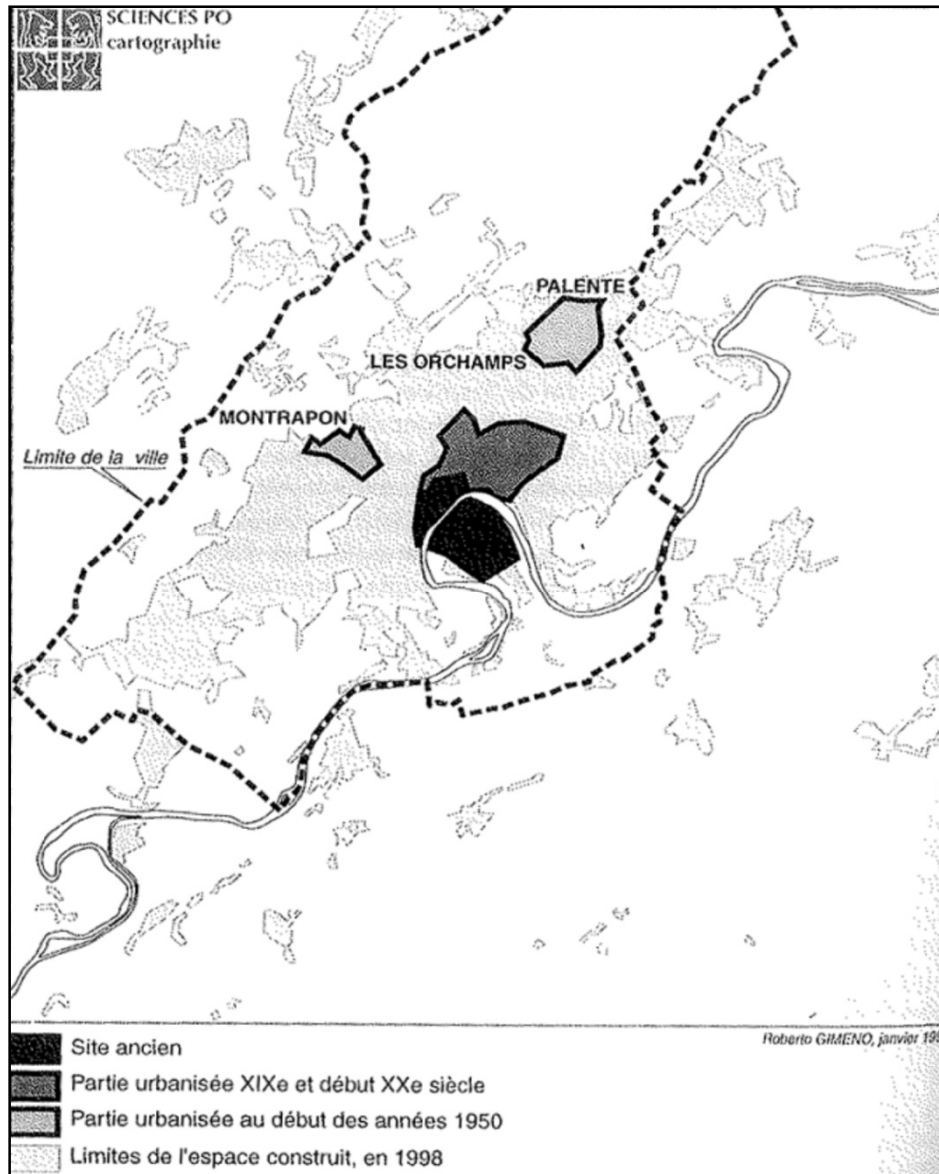 SCIENCES PO
cartographie
PALENTE
LES ORCHAMPS
MONTRAPON
Limite de la ville
Roberto GIMENO, janvier
Site ancien
Partie urbanisée XIXe et début XXe siècle
Partie urbanisée au début des années 1950
Limites de l'espace construit, en 1998